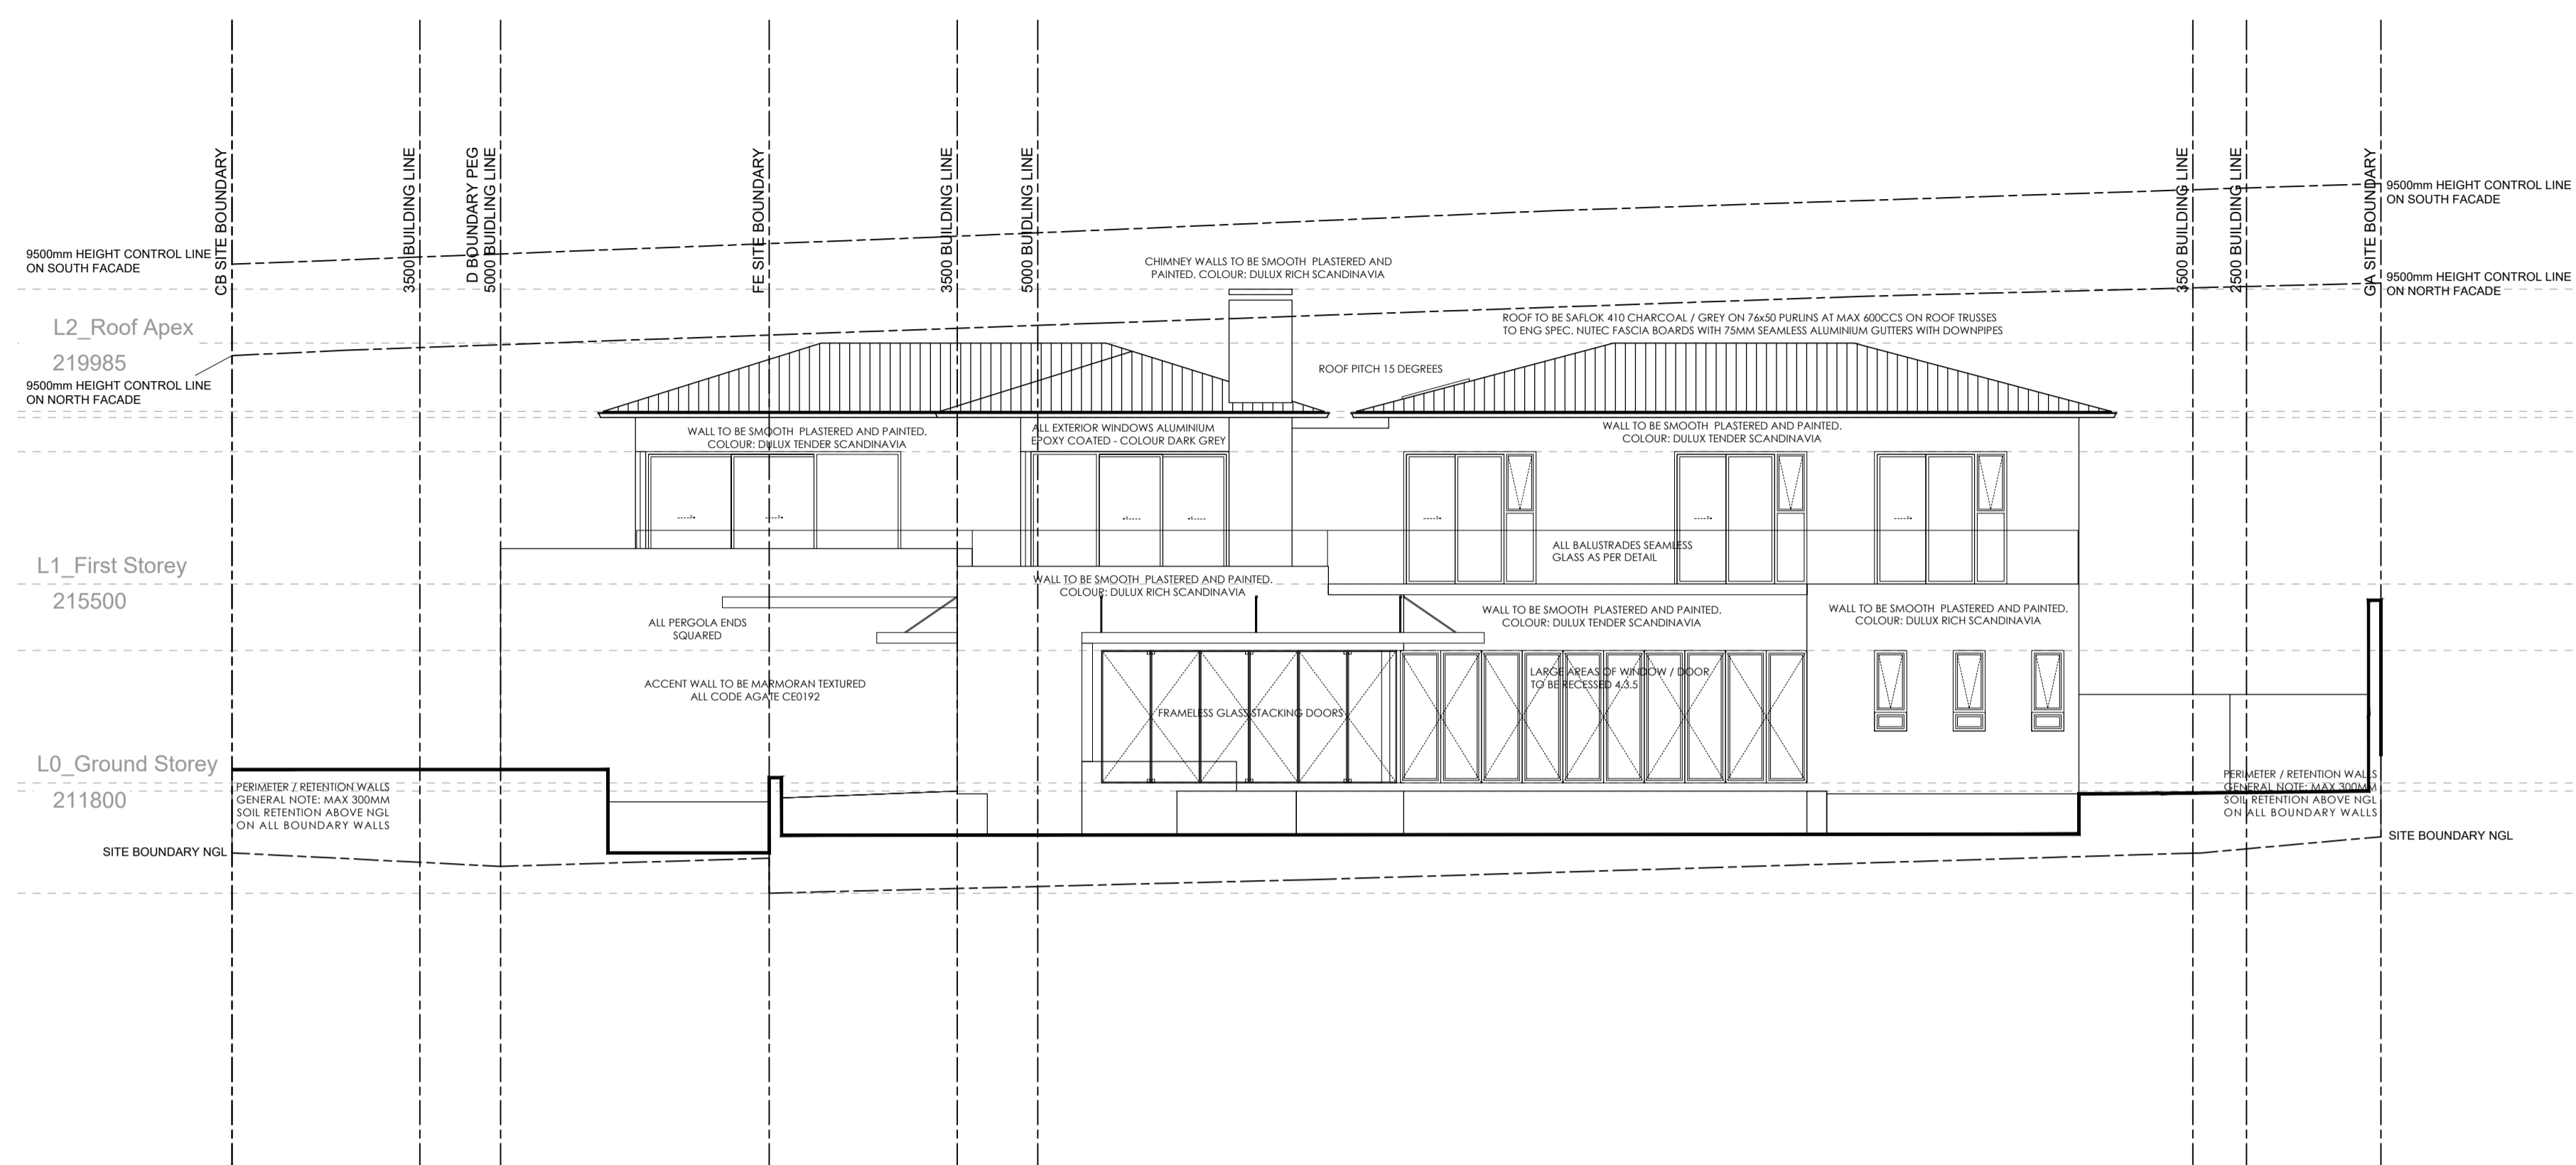 CB SITE BOUNDARY
3500 BUILDING LINE
D BOUNDARY PEG
5000 BUIDLING LINE
FE SITE BOUNDARY
3500 BUILDING LINE
5000 BUIDLING LINE
3500 BUILDING LINE
2500 BUILDING LINE
GA SITE BOUNDARY
9500mm HEIGHT CONTROL LINE
ON SOUTH FACADE
9500mm HEIGHT CONTROL LINE
ON SOUTH FACADE
CHIMNEY WALLS TO BE SMOOTH PLASTERED AND
PAINTED. COLOUR: DULUX RICH SCANDINAVIA
9500mm HEIGHT CONTROL LINE
ON NORTH FACADE
L2_Roof Apex
219985
ROOF TO BE SAFLOK 410 CHARCOAL / GREY ON 76x50 PURLINS AT MAX 600CCS ON ROOF TRUSSES
TO ENG SPEC. NUTEC FASCIA BOARDS WITH 75MM SEAMLESS ALUMINIUM GUTTERS WITH DOWNPIPES
ROOF PITCH 15 DEGREES
9500mm HEIGHT CONTROL LINE
ON NORTH FACADE
WALL TO BE SMOOTH PLASTERED AND PAINTED.
COLOUR: DULUX TENDER SCANDINAVIA
ALL EXTERIOR WINDOWS ALUMINIUM
EPOXY COATED - COLOUR DARK GREY
WALL TO BE SMOOTH PLASTERED AND PAINTED.
COLOUR: DULUX TENDER SCANDINAVIA
ALL BALUSTRADES SEAMLESS
GLASS AS PER DETAIL
L1_First Storey
215500
WALL TO BE SMOOTH PLASTERED AND PAINTED.
COLOUR: DULUX RICH SCANDINAVIA
ALL PERGOLA ENDS
SQUARED
WALL TO BE SMOOTH PLASTERED AND PAINTED.
COLOUR: DULUX TENDER SCANDINAVIA
WALL TO BE SMOOTH PLASTERED AND PAINTED.
COLOUR: DULUX RICH SCANDINAVIA
ACCENT WALL TO BE MARMORAN TEXTURED
ALL CODE AGATE CE0192
LARGE AREAS OF WINDOW / DOOR
TO BE RECESSED 4.3.5
FRAMELESS GLASS STACKING DOORS
L0_Ground Storey
211800
PERIMETER / RETENTION WALLS
GENERAL NOTE: MAX 300MM
SOIL RETENTION ABOVE NGL
ON ALL BOUNDARY WALLS
PERIMETER / RETENTION WALLS
GENERAL NOTE: MAX 300MM
SOIL RETENTION ABOVE NGL
ON ALL BOUNDARY WALLS
SITE BOUNDARY NGL
SITE BOUNDARY NGL